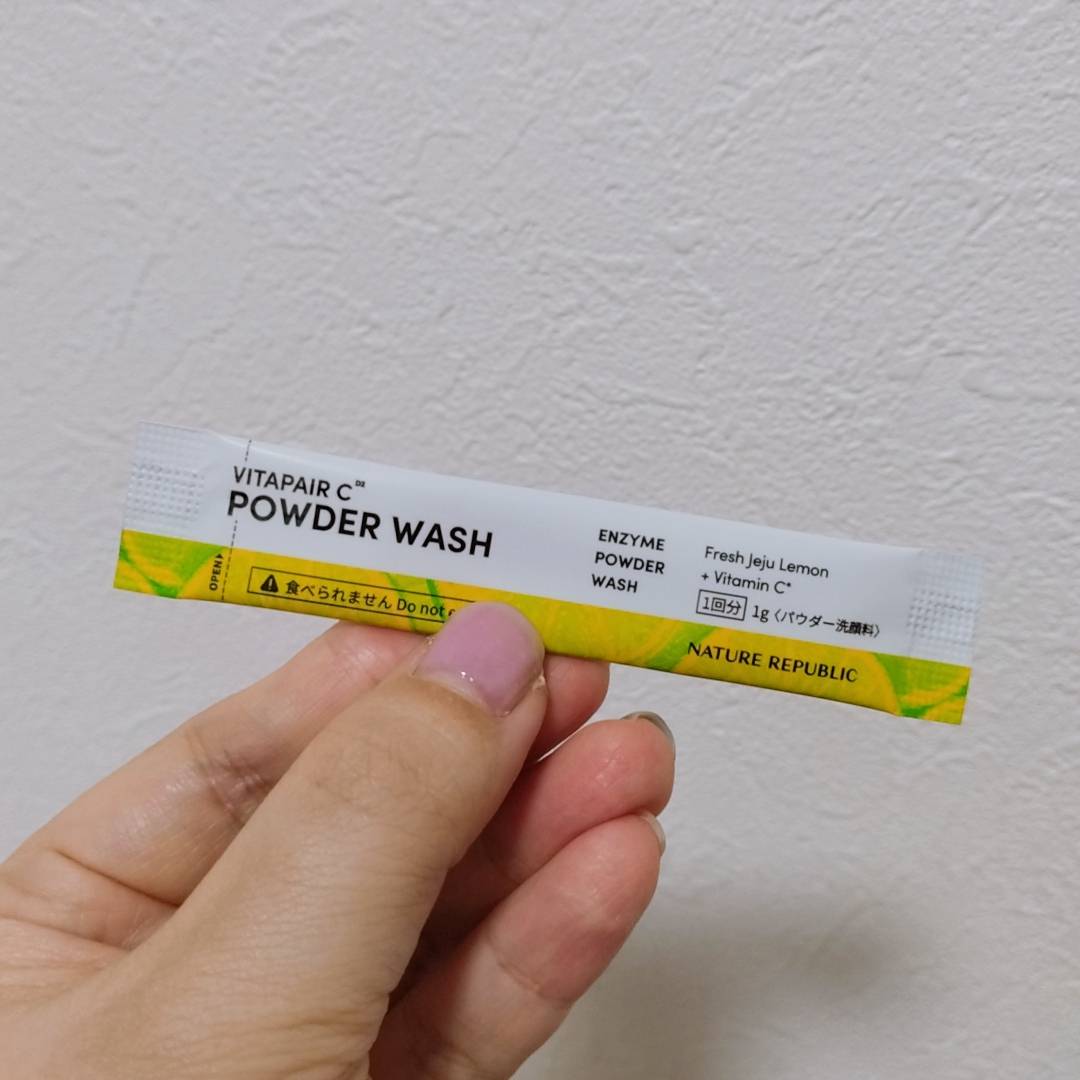 VITAPAIR C D2
POWDER WASH
OPEN
食べられません Do not
ENZYME
POWDER
WASH
Fresh Jeju Lemon
+ Vitamin C*
1回分 1g〈パウダー洗顔料〉
NATURE REPUBLIC